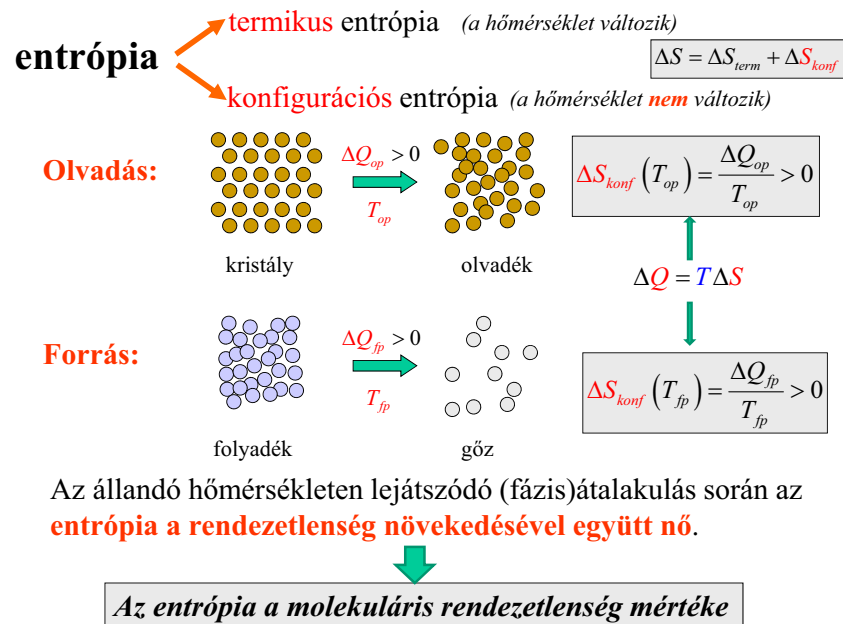 termikus entrópia (a hőmérséklet változik)
entrópia
ΔS = ΔS_term + ΔS_konf
konfigurációs entrópia (a hőmérséklet nem változik)
Olvadás:
ΔQ_op > 0
T_op
ΔS_konf (T_op) = ΔQ_op / T_op > 0
kristály
olvadék
ΔQ = TΔS
Forrás:
ΔQ_fp > 0
T_fp
ΔS_konf (T_fp) = ΔQ_fp / T_fp > 0
folyadék
gőz
Az állandó hőmérsékleten lejátszódó (fázis)átalakulás során az
entrópia a rendezetlenség növekedésével együtt nő.
Az entrópia a molekuláris rendezetlenség mértéke